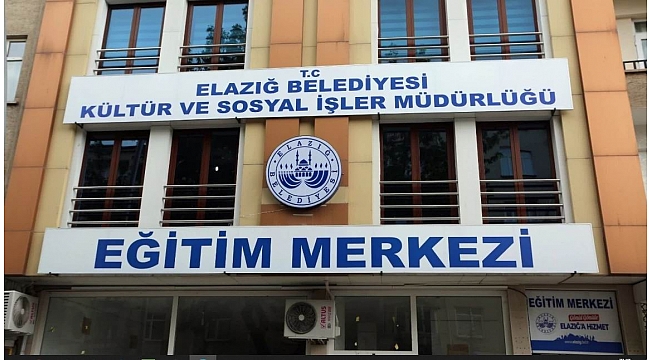 T.C
ELAZIĞ BELEDİYESİ
KÜLTÜR VE SOSYAL İŞLER MÜDÜRLÜĞÜ
ELAZIĞ
BELEDİYESİ
EĞİTİM MERKEZİ
ALTUS
EĞİTİM MERKEZİ
ELAZIĞ'A HİZMET